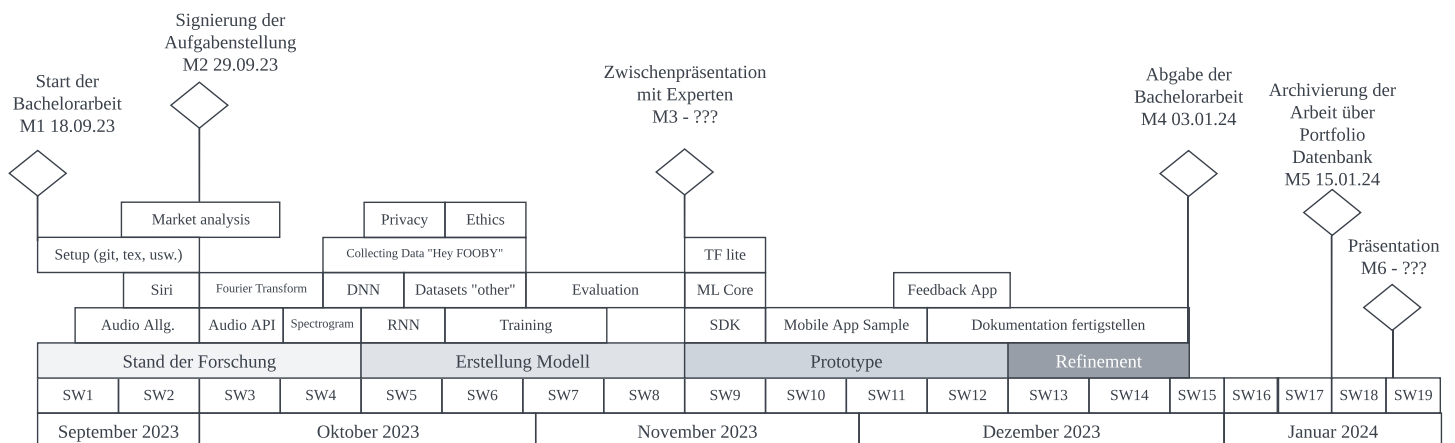 Start der
Bachelorarbeit
M1 18.09.23
Signierung der
Aufgabenstellung
M2 29.09.23
Zwischenpräsentation
mit Experten
M3 - ???
Abgabe der
Bachelorarbeit
M4 03.01.24
Archivierung der
Arbeit über
Portfolio
Datenbank
M5 15.01.24
Präsentation
M6 - ???
Market analysis
Privacy
Ethics
Setup (git, tex, usw.)
Collecting Data "Hey FOOBY"
TF lite
Siri
Fourier Transform
DNN
Datasets "other"
Evaluation
ML Core
Feedback App
Audio Allg.
Audio API
Spectrogram
RNN
Training
SDK
Mobile App Sample
Dokumentation fertigstellen
Stand der Forschung
Erstellung Modell
Prototype
Refinement
SW1
SW2
SW3
SW4
SW5
SW6
SW7
SW8
SW9
SW10
SW11
SW12
SW13
SW14
SW15
SW16
SW17
SW18
SW19
September 2023
Oktober 2023
November 2023
Dezember 2023
Januar 2024